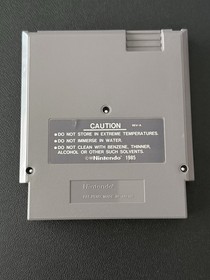 CAUTION
● DO NOT STORE IN EXTREME TEMPERATURES.
● DO NOT IMMERSE IN WATER.
● DO NOT CLEAN WITH BENZENE, THINNER,
ALCOHOL OR OTHER SUCH SOLVENTS.
©®Nintendo 1985
Nintendo